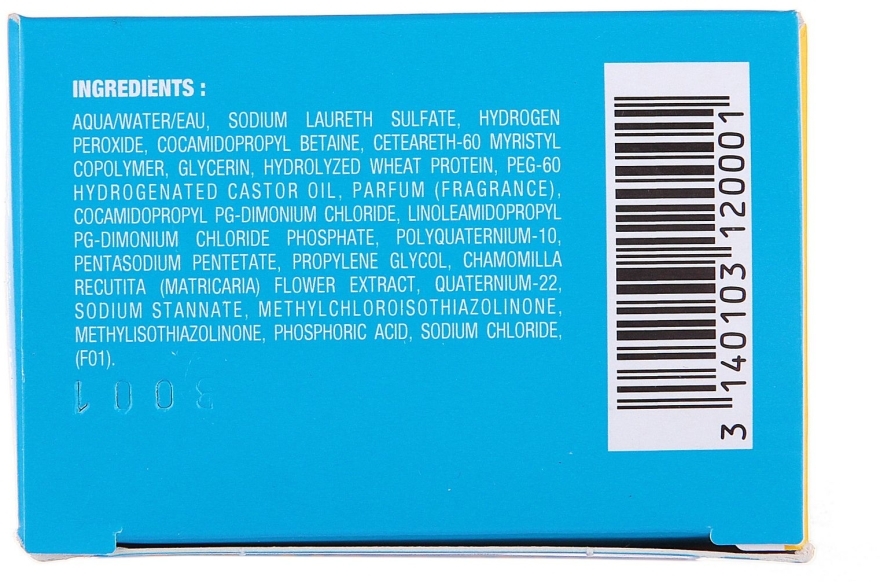 INGREDIENTS :
AQUA/WATER/EAU, SODIUM LAURETH SULFATE, HYDROGEN
PEROXIDE, COCAMIDOPROPYL BETAINE, CETEARETH-60 MYRISTYL
COPOLYMER, GLYCERIN, HYDROLYZED WHEAT PROTEIN, PEG-60
HYDROGENATED CASTOR OIL, PARFUM (FRAGRANCE),
COCAMIDOPROPYL PG-DIMONIUM CHLORIDE, LINOLEAMIDOPROPYL
PG-DIMONIUM CHLORIDE PHOSPHATE, POLYQUATERNIUM-10,
PENTASODIUM PENTETATE, PROPYLENE GLYCOL, CHAMOMILLA
RECUTITA (MATRICARIA) FLOWER EXTRACT, QUATERNIUM-22,
SODIUM STANNATE, METHYLCHLOROISOTHIAZOLINONE,
METHYLISOTHIAZOLINONE, PHOSPHORIC ACID, SODIUM CHLORIDE,
(F01).
3 140103 120001